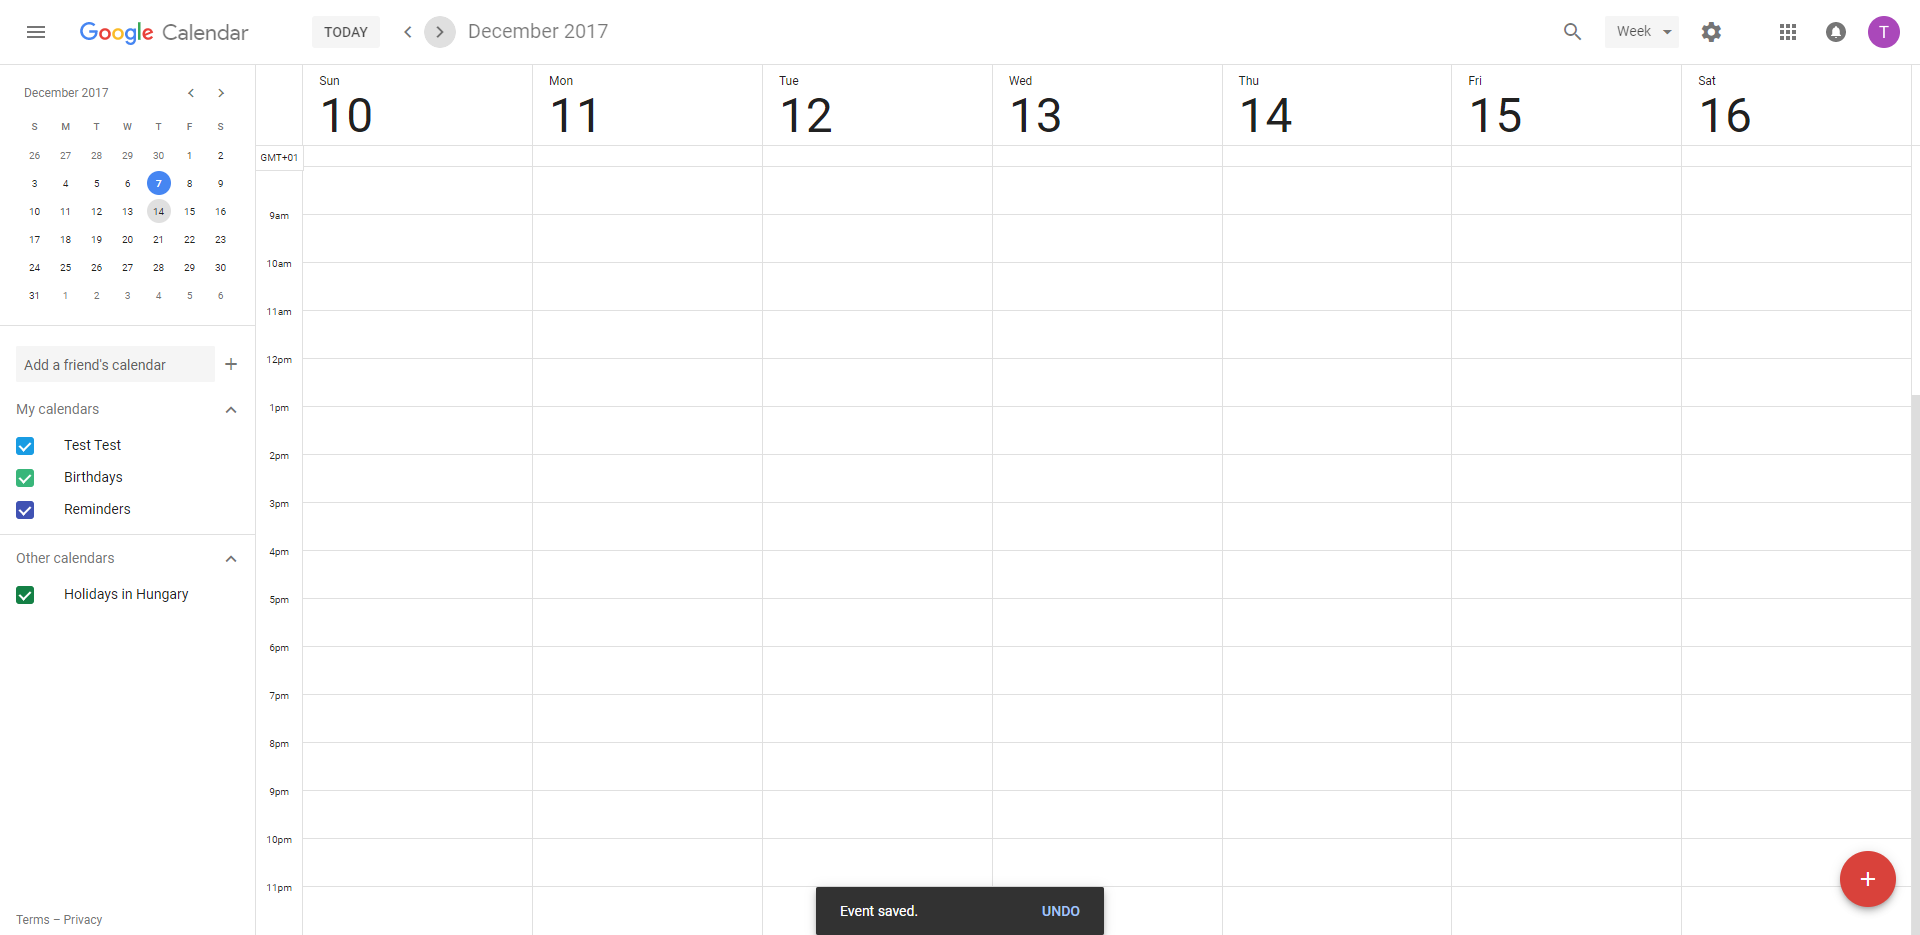 Google Calendar
TODAY
December 2017
Week
T
December 2017
S M T W T F S
26 27 28 29 30 1 2
3 4 5 6 7 8 9
10 11 12 13 14 15 16
17 18 19 20 21 22 23
24 25 26 27 28 29 30
31 1 2 3 4 5 6
Add a friend's calendar
My calendars
Test Test
Birthdays
Reminders
Other calendars
Holidays in Hungary
Terms – Privacy
Sun Mon Tue Wed Thu Fri Sat
10 11 12 13 14 15 16
GMT+01
9am
10am
11am
12pm
1pm
2pm
3pm
4pm
5pm
6pm
7pm
8pm
9pm
10pm
11pm
Event saved. UNDO